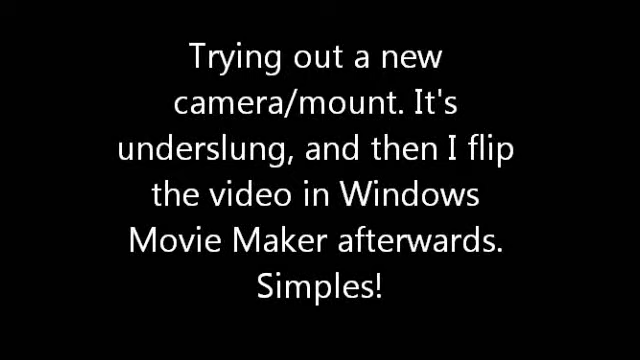 Trying out a new
camera/mount. It's
underslung, and then I flip
the video in Windows
Movie Maker afterwards.
Simples!